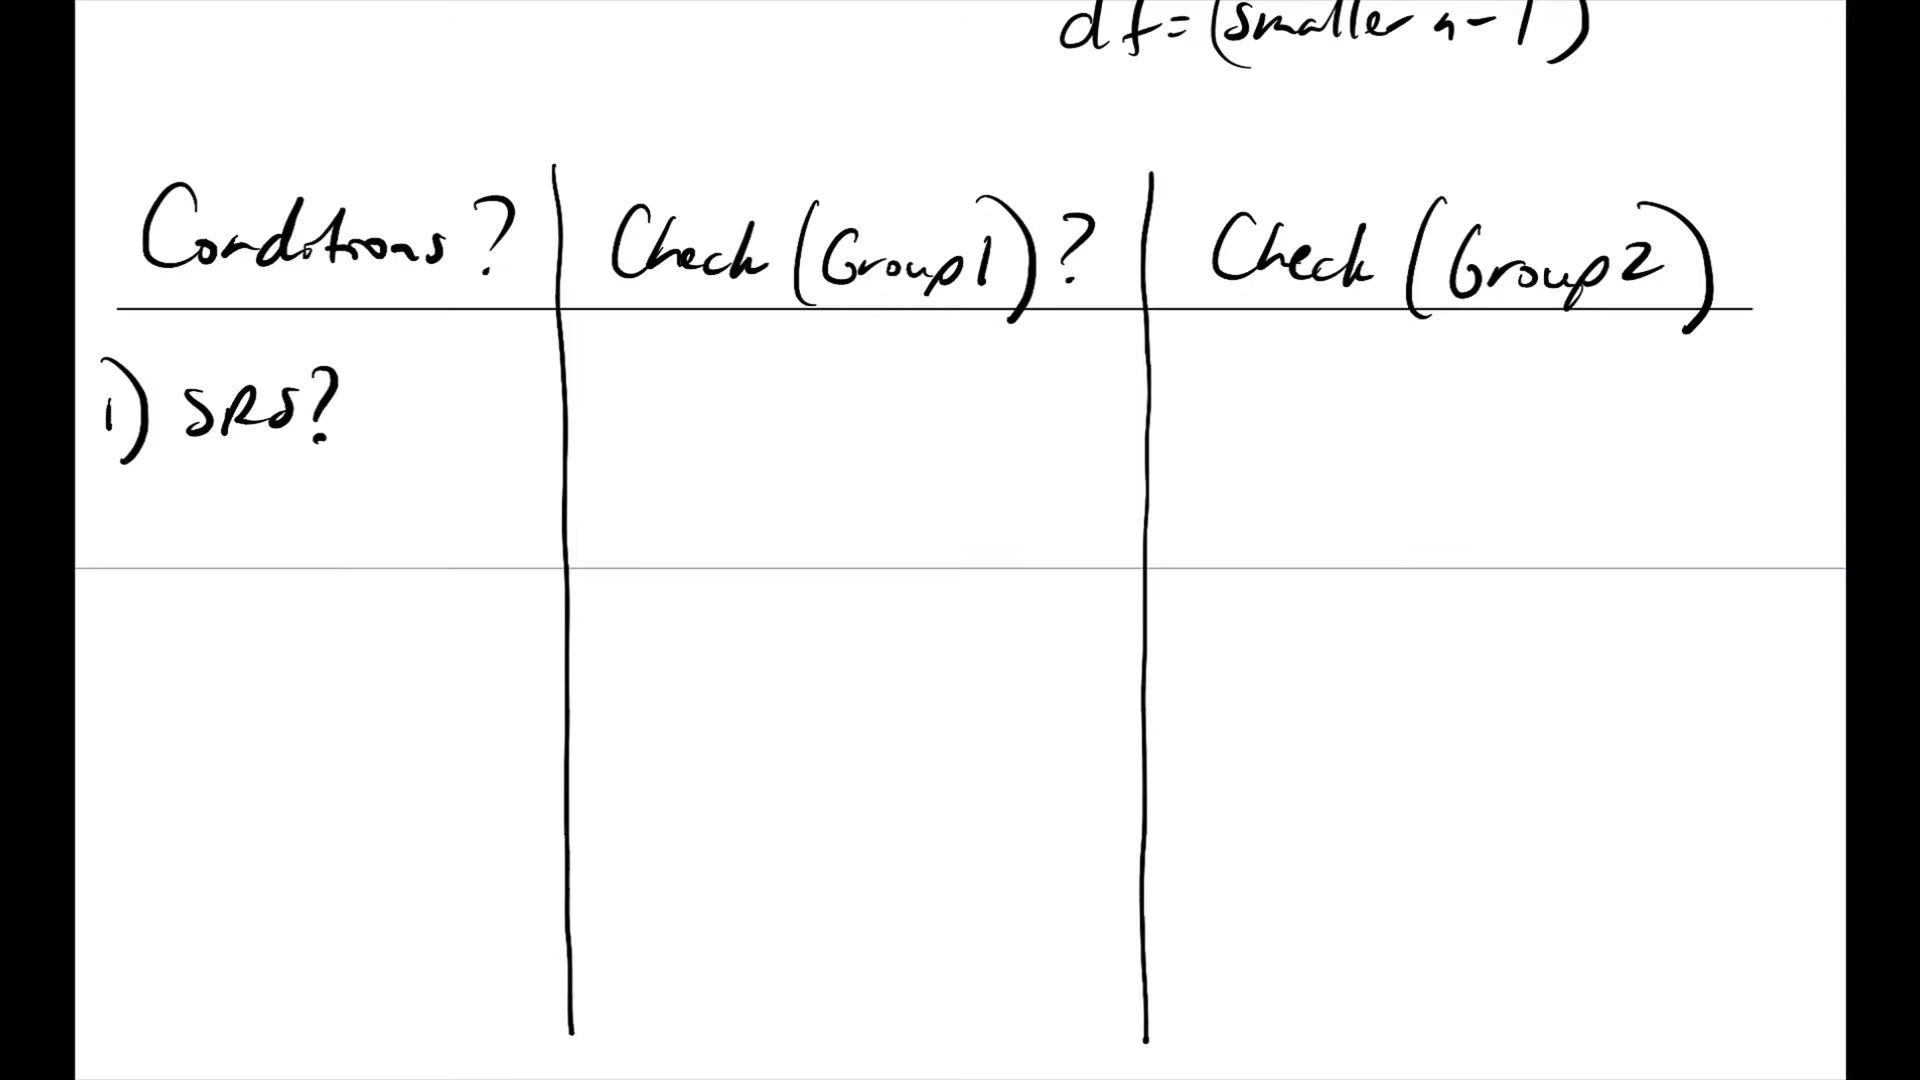 df = (smaller n - 1)
Conditions? Check (Group 1)? Check (Group 2)
1) SRS?